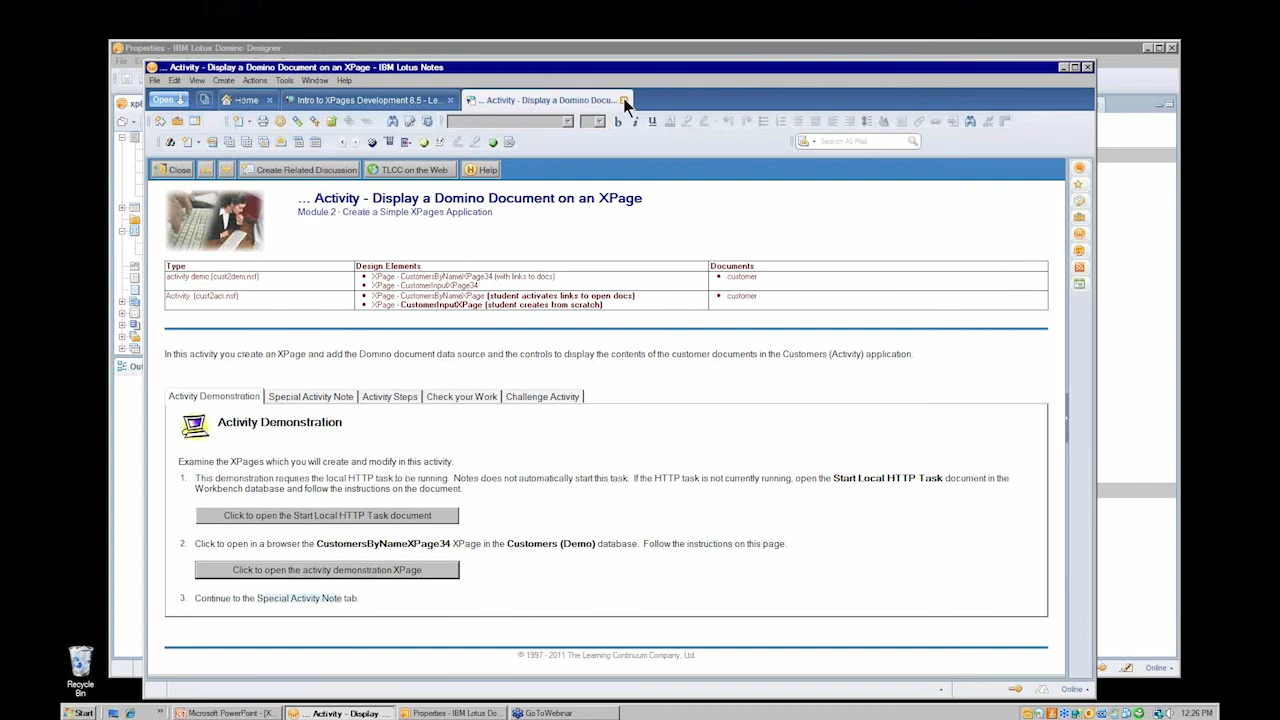 Properties - IBM Lotus Domino Designer
... Activity - Display a Domino Document on an XPage - IBM Lotus Notes
File Edit View Create Actions Tools Window Help
Open Home Intro to XPages Development 8.5 - Le... ... Activity - Display a Domino Docu...
b i U
Search All Mail
Close Create Related Discussion TLCC on the Web Help
... Activity - Display a Domino Document on an XPage
Module 2 - Create a Simple XPages Application
Type Design Elements Documents
activity demo (cust2dem.nsf) XPage - CustomersByNameXPage34 (with links to docs) customer
XPage - CustomerInputXPage34
Activity (cust2act.nsf) XPage - CustomersByNameXPage (student activates links to open docs) customer
XPage - CustomerInputXPage (student creates from scratch)
In this activity you create an XPage and add the Domino document data source and the controls to display the contents of the customer documents in the Customers (Activity) application.
Activity Demonstration Special Activity Note Activity Steps Check your Work Challenge Activity
Activity Demonstration
Examine the XPages which you will create and modify in this activity.
1. This demonstration requires the local HTTP task to be running. Notes does not automatically start this task. If the HTTP task is not currently running, open the Start Local HTTP Task document in the
Workbench database and follow the instructions on the document.
Click to open the Start Local HTTP Task document
2. Click to open in a browser the CustomersByNameXPage34 XPage in the Customers (Demo) database. Follow the instructions on this page.
Click to open the activity demonstration XPage
3. Continue to the Special Activity Note tab.
© 1997 - 2011 The Learning Continuum Company, Ltd
Online
Online
Recycle
Bin
Start Microsoft PowerPoint - [X... ... Activity - Display ... Properties - IBM Lotus Do... GoToWebinar 12:26 PM